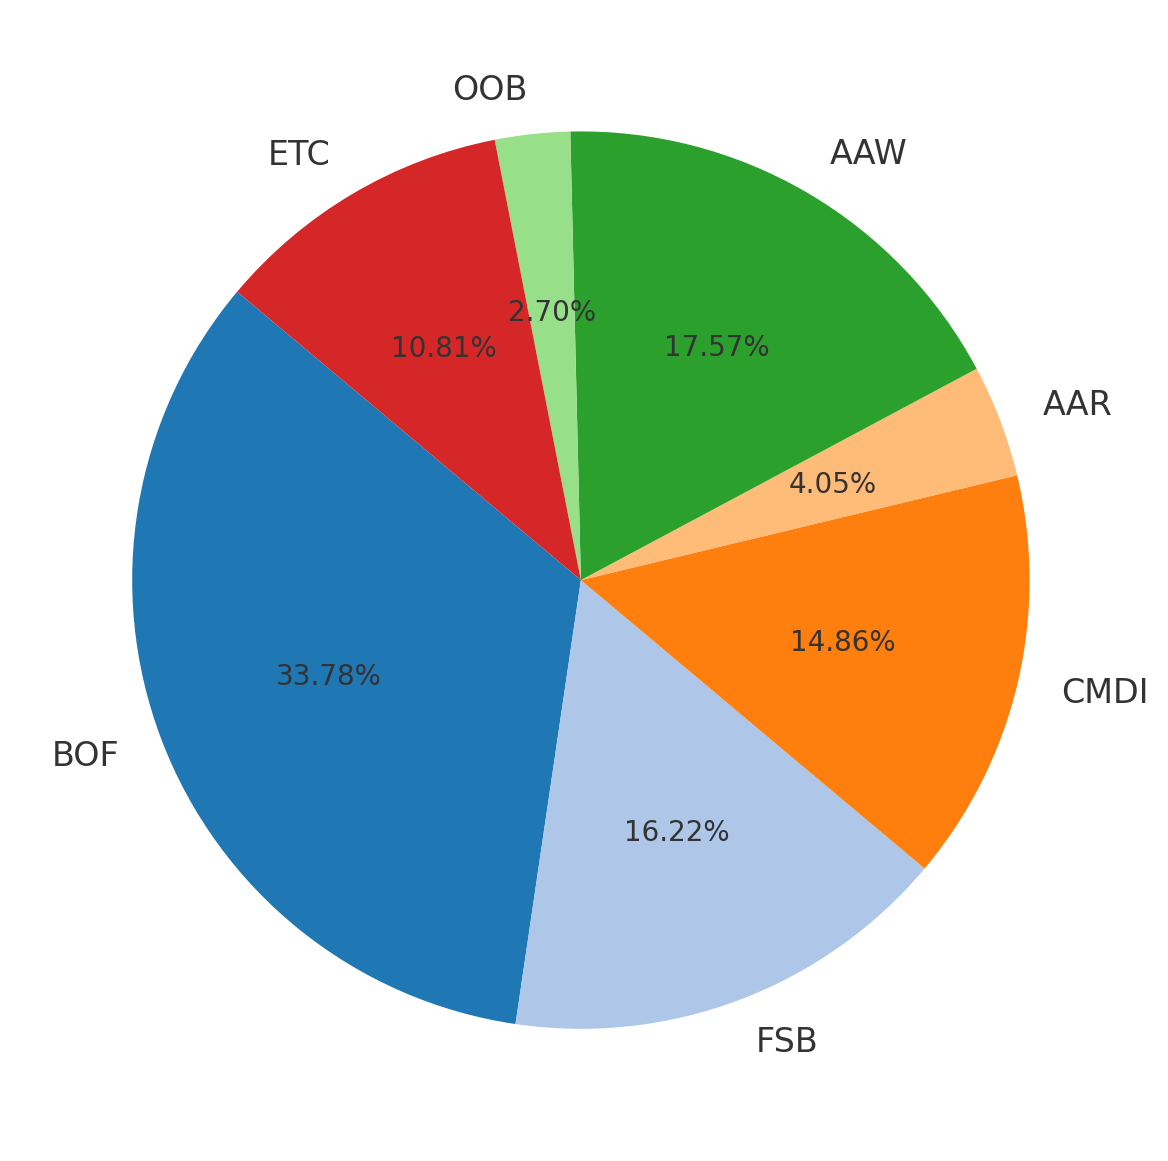 OOB
ETC
AAW
2.70%
10.81%
17.57%
AAR
4.05%
14.86%
33.78%
CMDI
BOF
16.22%
FSB